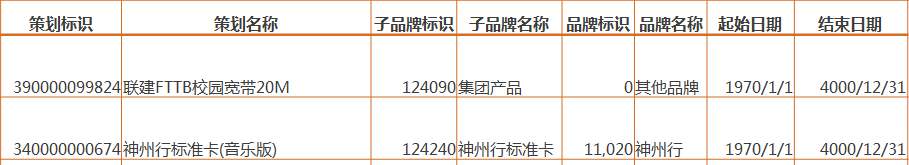 策划标识 策划名称 子品牌标识 子品牌名称 品牌标识 品牌名称 起始日期 结束日期
390000099824 联建FTTB校园宽带20M 124090 集团产品 0 其他品牌 1970/1/1 4000/12/31
340000000674 神州行标准卡(音乐版) 124240 神州行标准卡 11,020 神州行 1970/1/1 4000/12/31